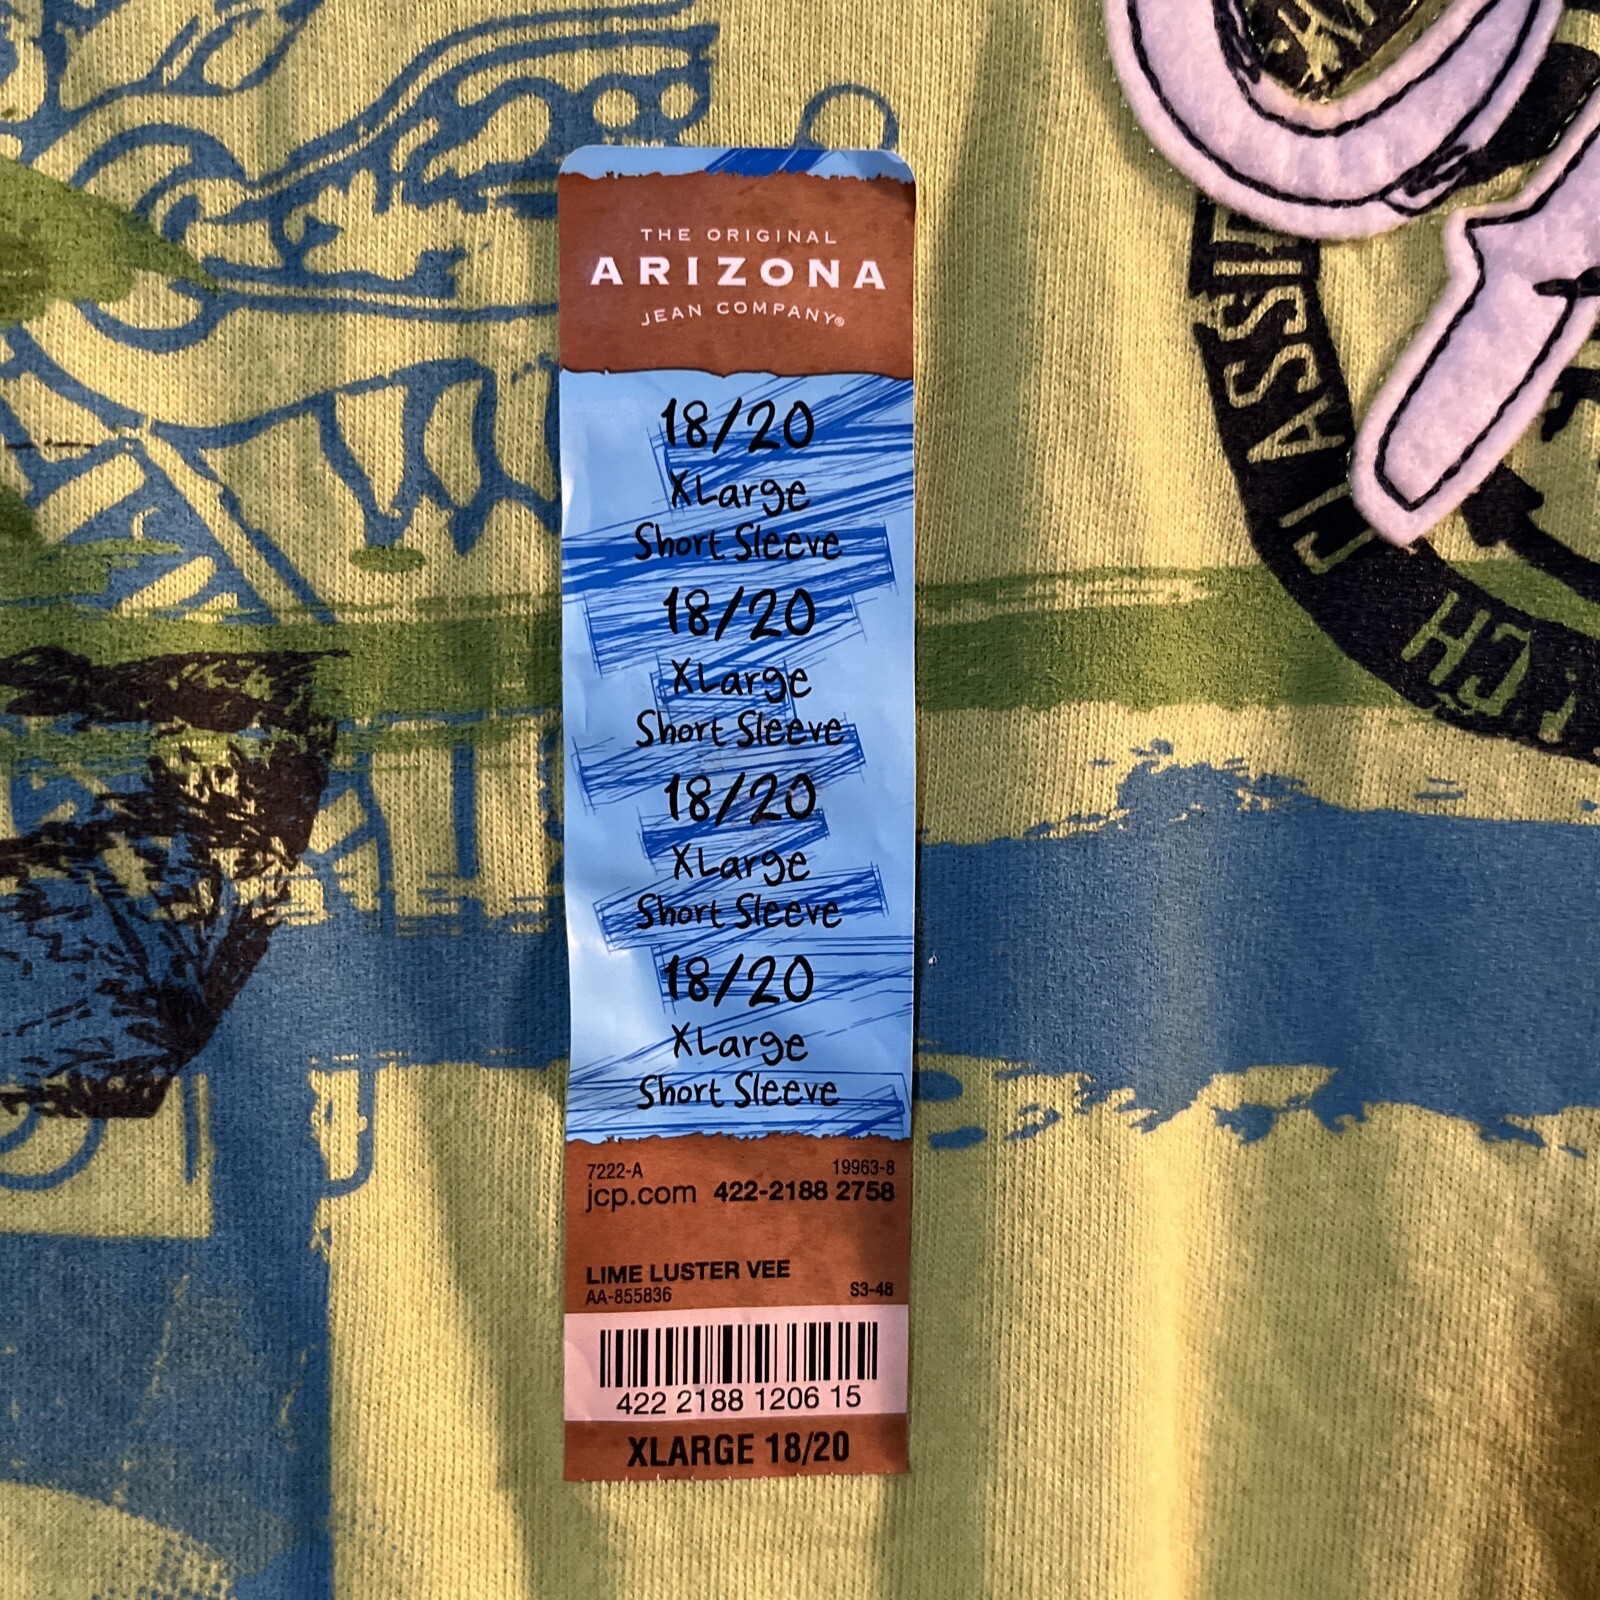 THE ORIGINAL
ARIZONA
JEAN COMPANY®
18/20
XLarge
Short Sleeve
18/20
XLarge
Short Sleeve
18/20
XLarge
Short Sleeve
18/20
XLarge
Short Sleeve
7222-A 19963-8
jcp.com 422-2188 2758
LIME LUSTER VEE
AA-855836 S3-48
422 2188 1206 15
XLARGE 18/20
CLASSIC